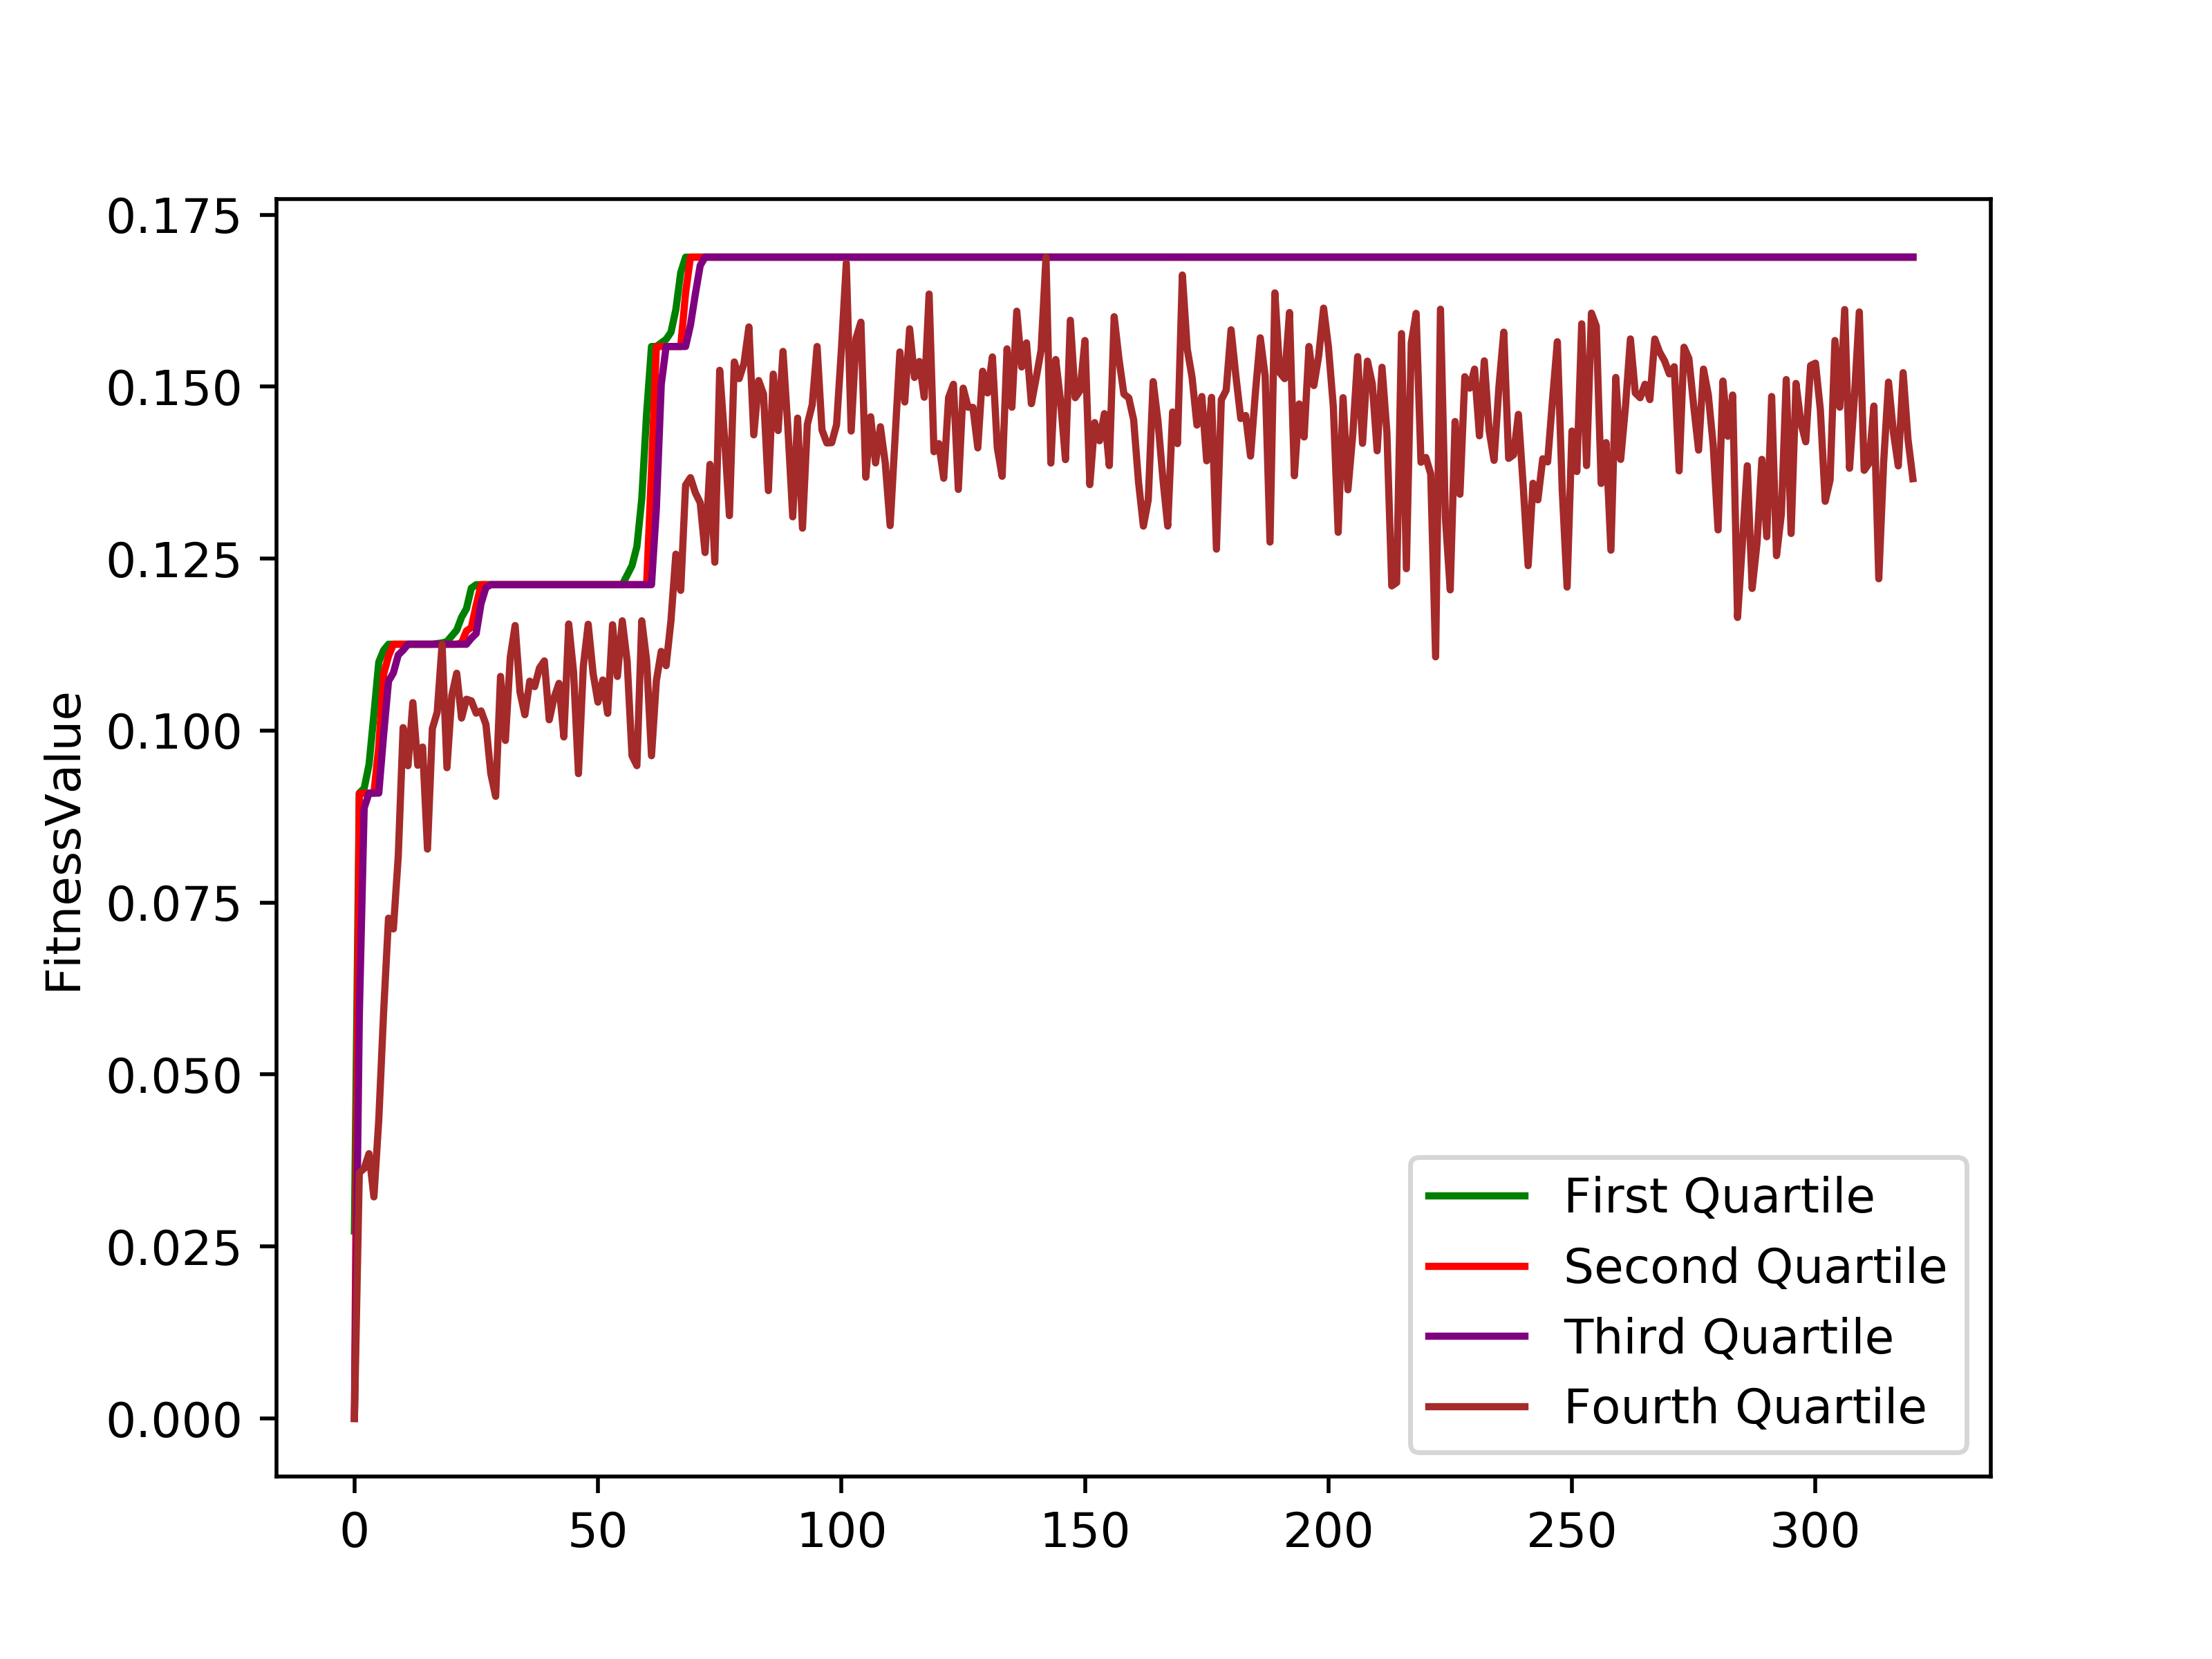 0.175
0.150
0.125
0.100
0.075
0.050
0.025
0.000
FitnessValue
0 50 100 150 200 250 300
First Quartile
Second Quartile
Third Quartile
Fourth Quartile